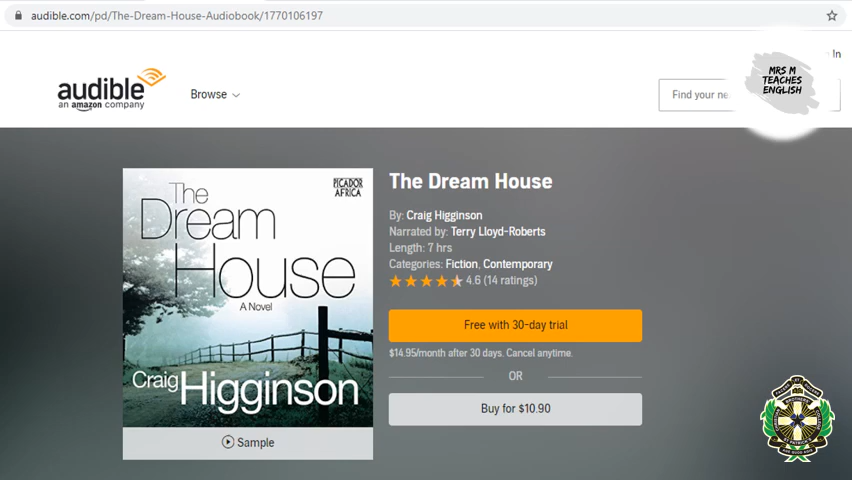 audible.com/pd/The-Dream-House-Audiobook/1770106197
In
audible
an amazon company
Browse
Find your ne
MRS M
TEACHES
ENGLISH
PICADOR
AFRICA
The
Dream
House
A Novel
Craig Higginson
Sample
The Dream House
By: Craig Higginson
Narrated by: Terry Lloyd-Roberts
Length: 7 hrs
Categories: Fiction, Contemporary
4.6 (14 ratings)
Free with 30-day trial
$14.95/month after 30 days. Cancel anytime.
OR
Buy for $10.90